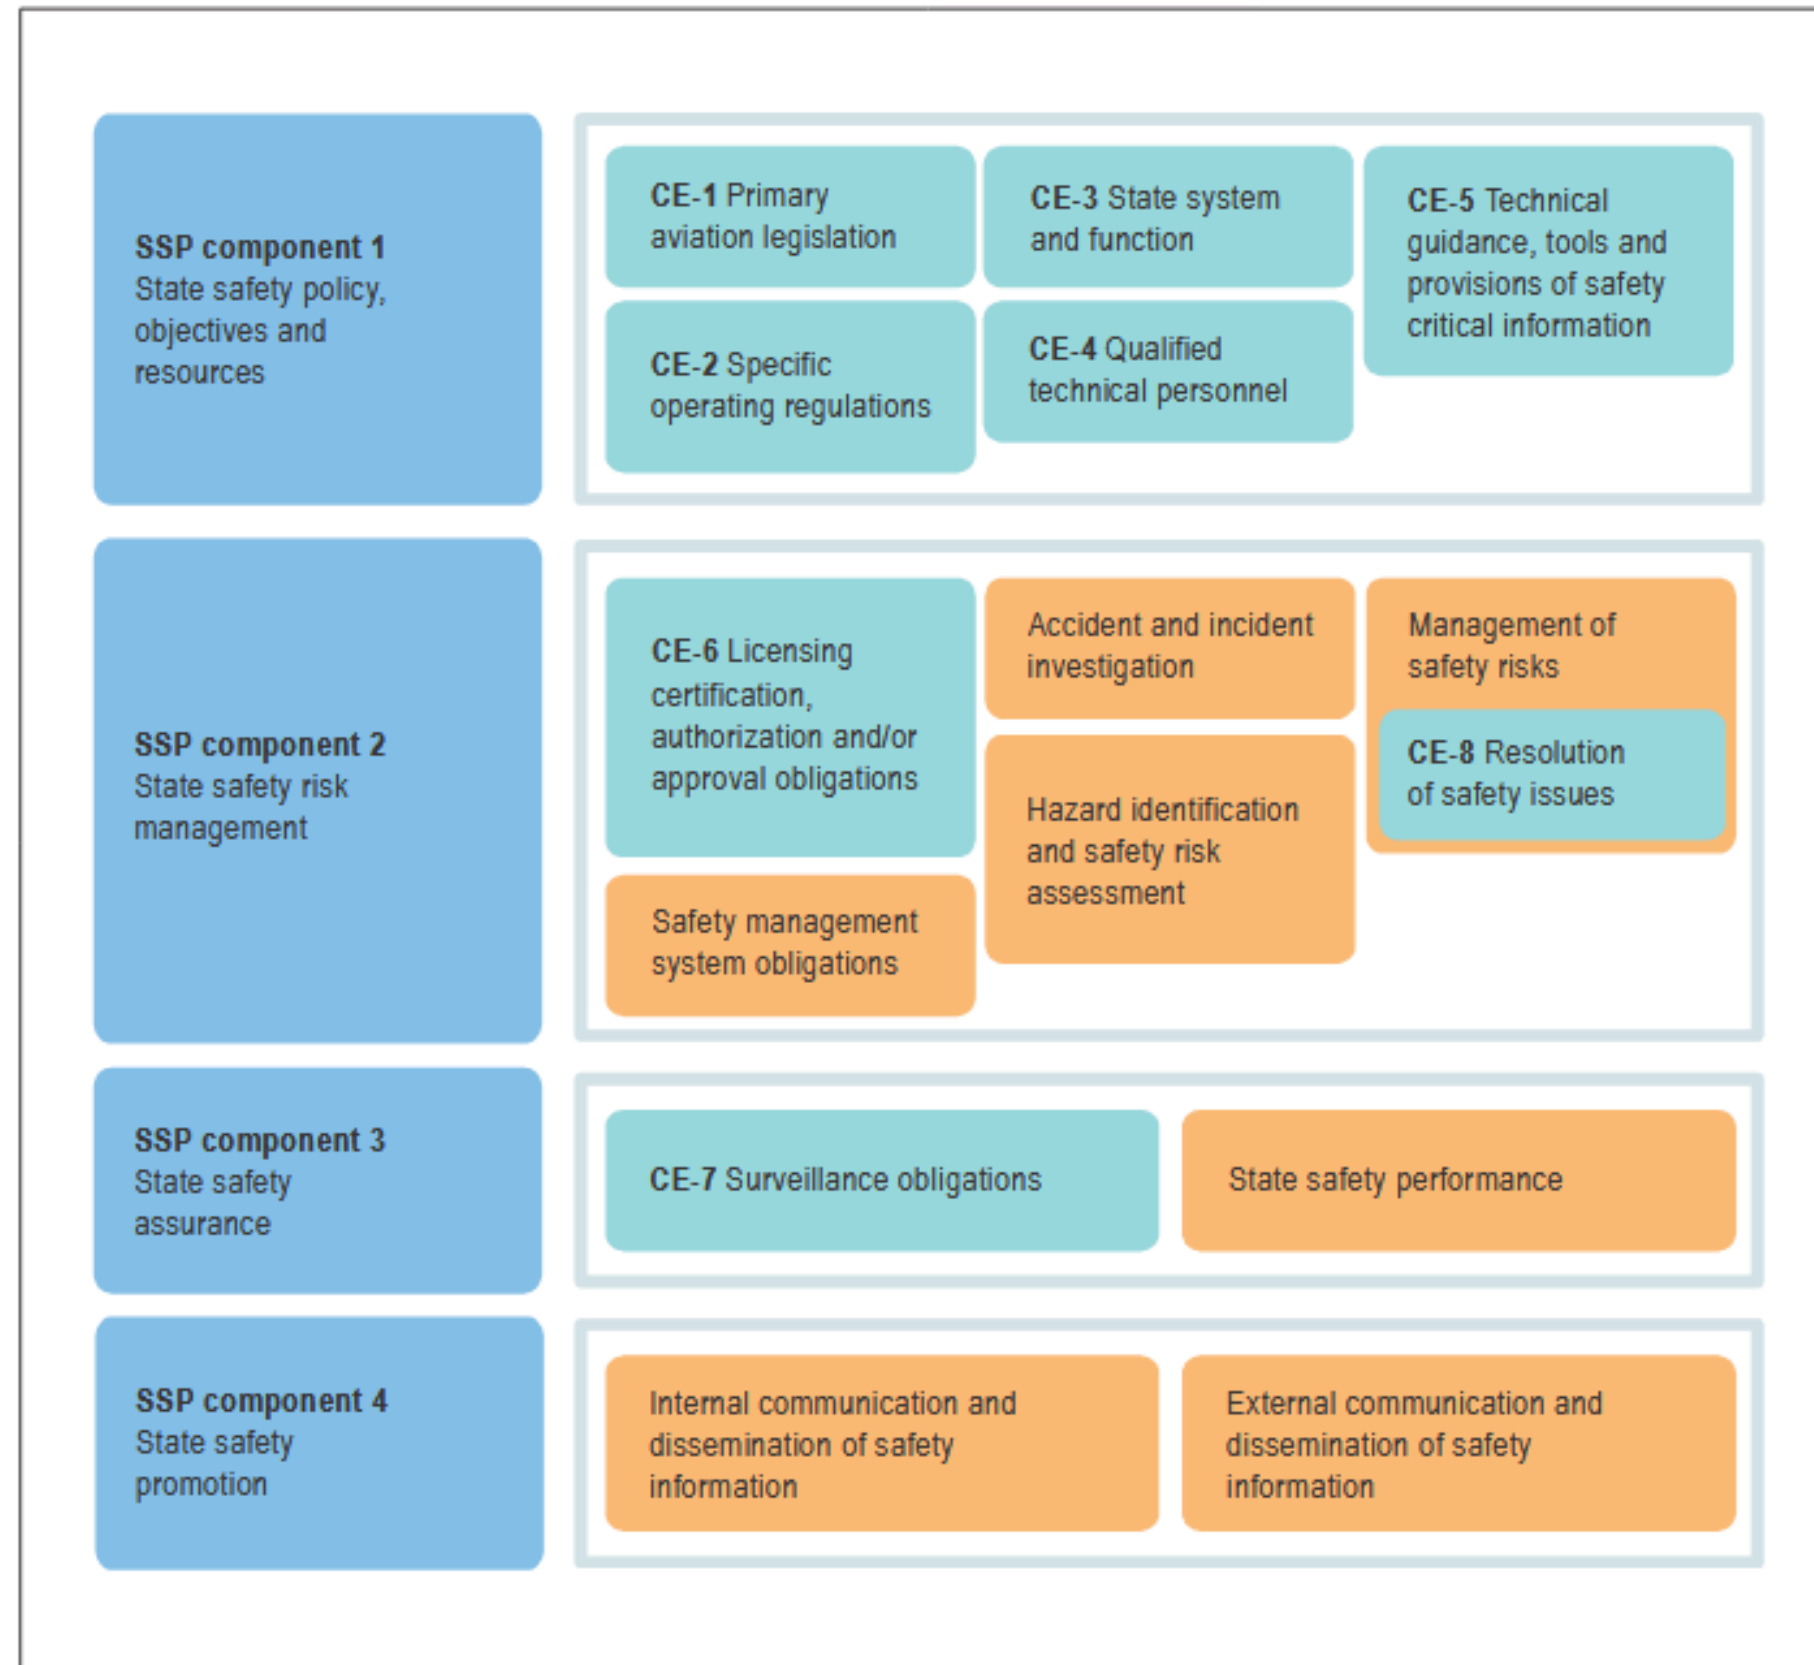 SSP component 1
State safety policy,
objectives and
resources
CE-1 Primary
aviation legislation
CE-2 Specific
operating regulations
CE-3 State system
and function
CE-4 Qualified
technical personnel
CE-5 Technical
guidance, tools and
provisions of safety
critical information
SSP component 2
State safety risk
management
CE-6 Licensing
certification,
authorization and/or
approval obligations
Safety management
system obligations
Accident and incident
investigation
Hazard identification
and safety risk
assessment
Management of
safety risks
CE-8 Resolution
of safety issues
SSP component 3
State safety
assurance
CE-7 Surveillance obligations
State safety performance
SSP component 4
State safety
promotion
Internal communication and
dissemination of safety
information
External communication and
dissemination of safety
information